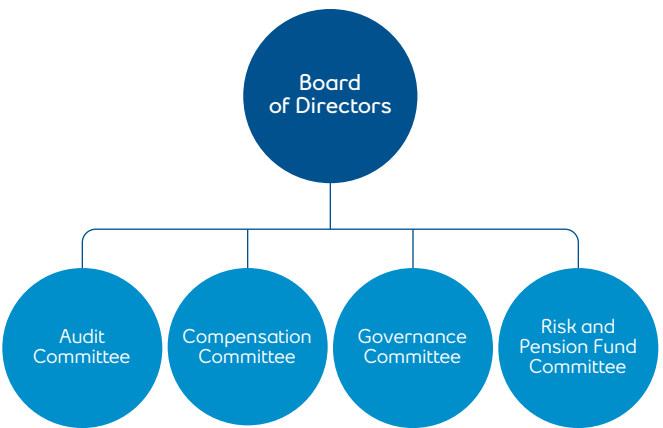 Board
of Directors
Audit
Committee
Compensation
Committee
Governance
Committee
Risk and
Pension Fund
Committee